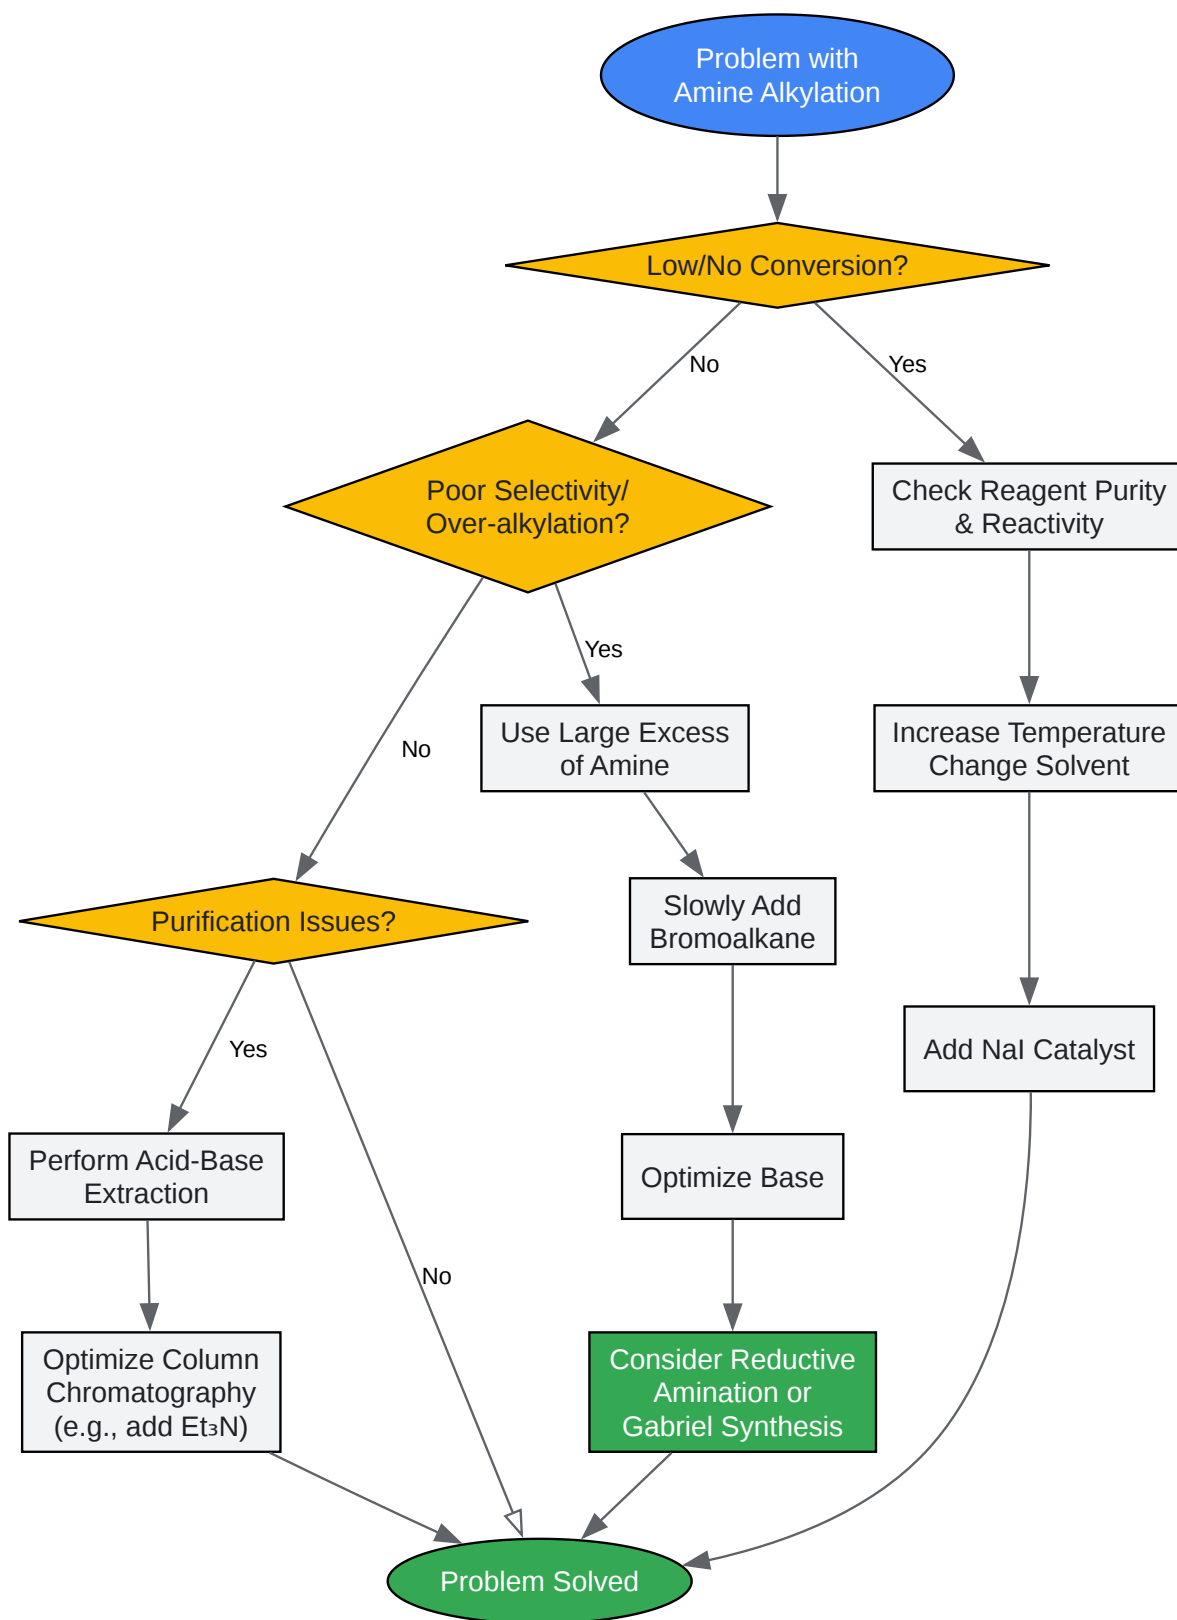 Problem with
Amine Alkylation
Low/No Conversion?
No
Yes
Poor Selectivity/
Over-alkylation?
Check Reagent Purity
& Reactivity
Yes
No
Use Large Excess
of Amine
Increase Temperature
Change Solvent
Purification Issues?
Slowly Add
Bromoalkane
Yes
Add NaI Catalyst
Perform Acid-Base
Extraction
Optimize Base
No
Optimize Column
Chromatography
(e.g., add Et₃N)
Consider Reductive
Amination or
Gabriel Synthesis
Problem Solved